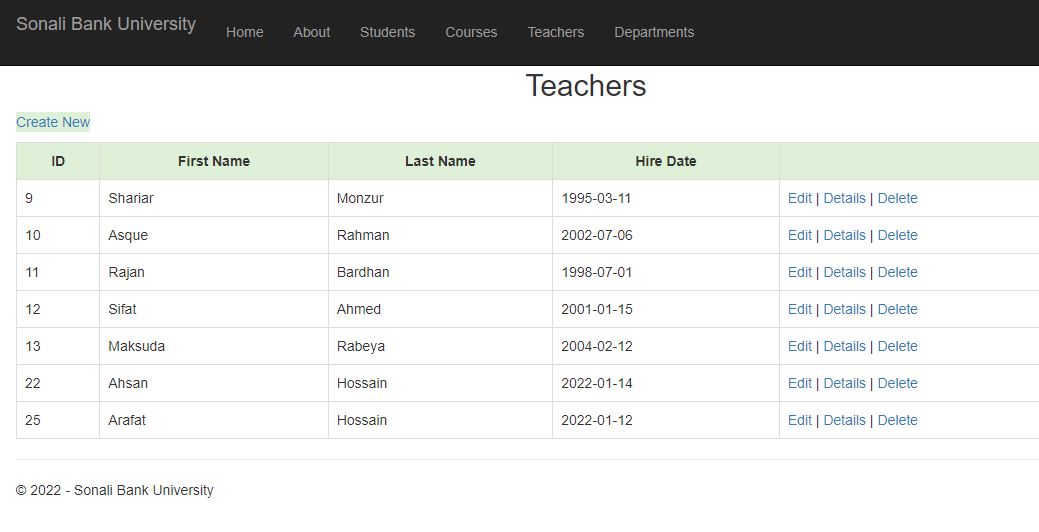 Sonali Bank University Home About Students Courses Teachers Departments
Teachers
Create New
ID First Name Last Name Hire Date
9 Shariar Monzur 1995-03-11 Edit | Details | Delete
10 Asque Rahman 2002-07-06 Edit | Details | Delete
11 Rajan Bardhan 1998-07-01 Edit | Details | Delete
12 Sifat Ahmed 2001-01-15 Edit | Details | Delete
13 Maksuda Rabeya 2004-02-12 Edit | Details | Delete
22 Ahsan Hossain 2022-01-14 Edit | Details | Delete
25 Arafat Hossain 2022-01-12 Edit | Details | Delete
© 2022 - Sonali Bank University